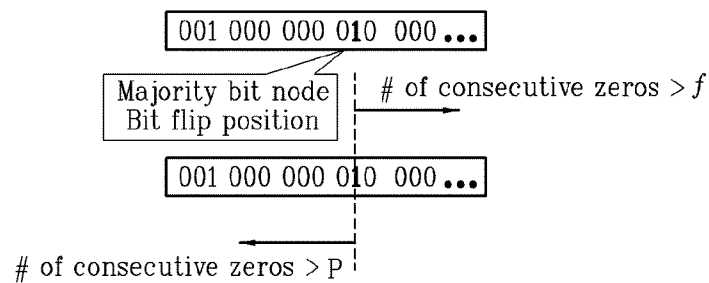 001 000 000 010 000 •••
Majority bit node
Bit flip position
# of consecutive zeros > f
001 000 000 010 000 •••
# of consecutive zeros > P